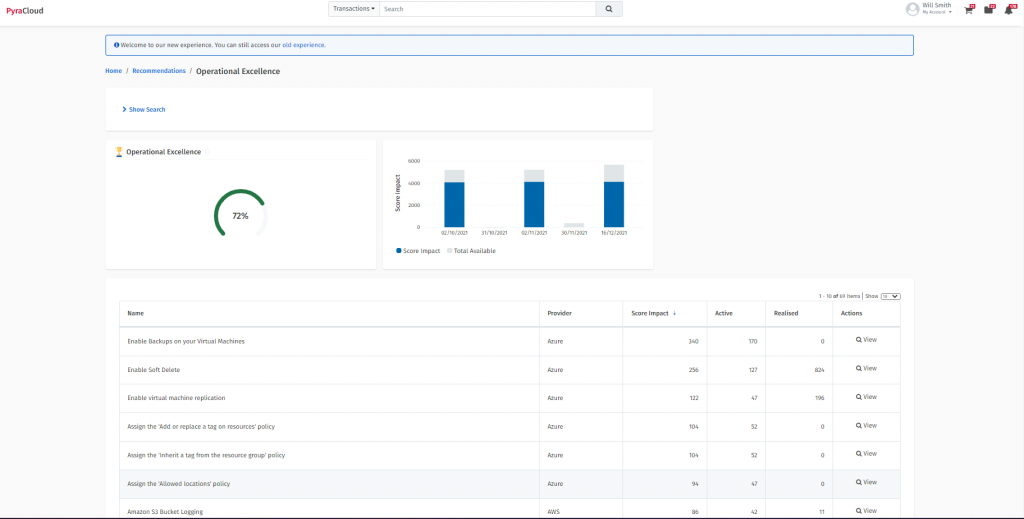 PyraCloud
Transactions
Search
Will Smith
My Account
Welcome to our new experience. You can still access our old experience.
Home / Recommendations / Operational Excellence
Show Search
Operational Excellence
72%
Score Impact
6000
4000
2000
0
02/10/2021 31/10/2021 02/11/2021 30/11/2021 16/12/2021
Score Impact Total Available
1 - 10 of items | Show
Name Provider Score Impact Active Realised Actions
Enable Backups on your Virtual Machines Azure 340 170 0 View
Enable Soft Delete Azure 256 127 824 View
Enable virtual machine replication Azure 122 47 196 View
Assign the 'Add or replace a tag on resources' policy Azure 104 52 0 View
Assign the 'Inherit a tag from the resource group' policy Azure 104 52 0 View
Assign the 'Allowed locations' policy Azure 94 47 0 View
Amazon S3 Bucket Logging AWS 86 42 11 View